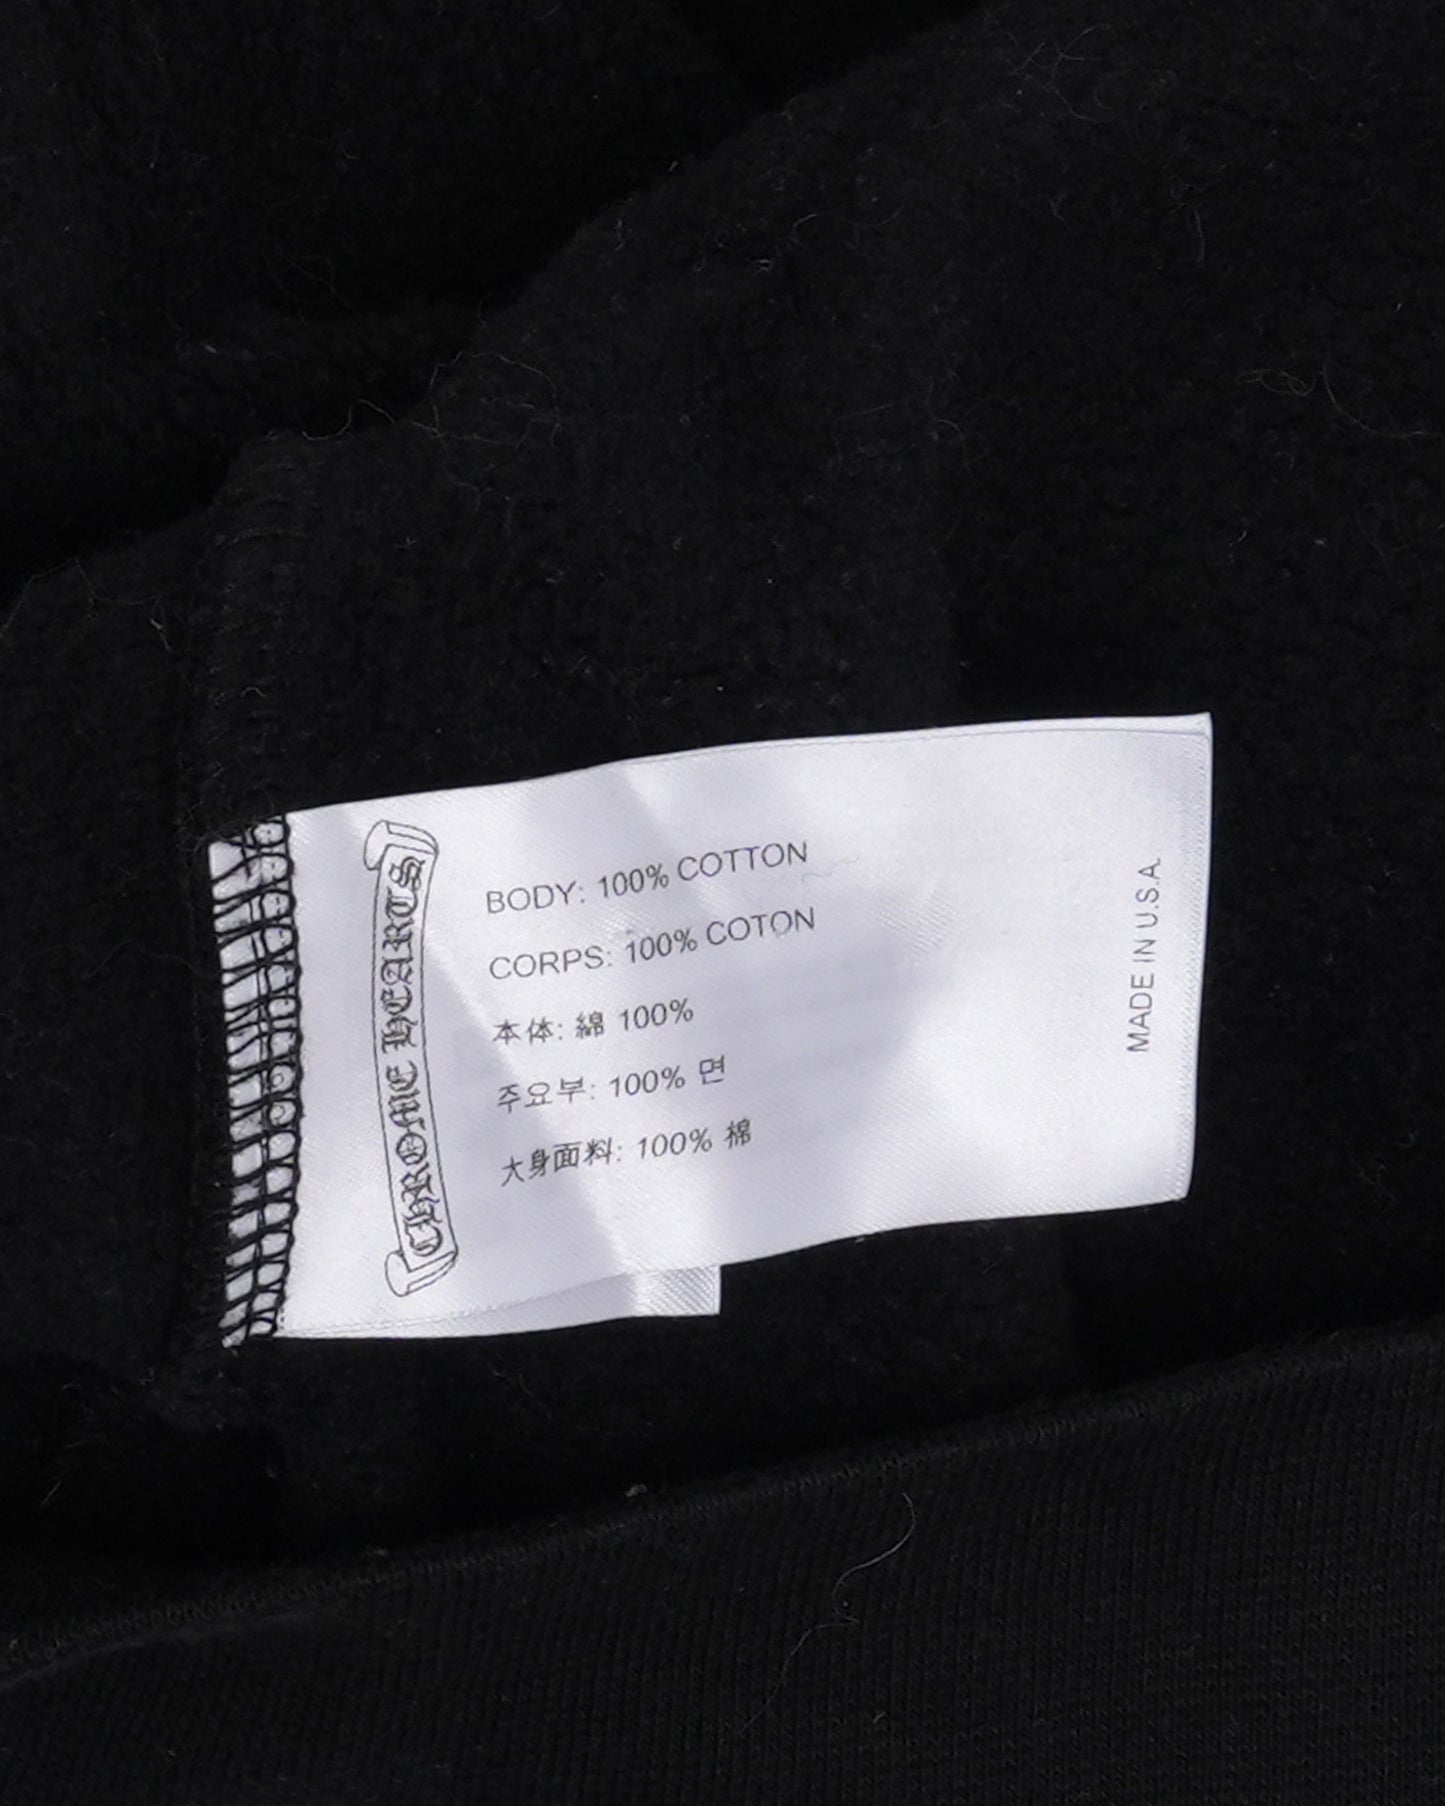 CHROME HEARTS
BODY: 100% COTTON
CORPS: 100% COTON
本体: 綿 100%
주요부: 100% 면
大身面料: 100% 棉
MADE IN U.S.A.